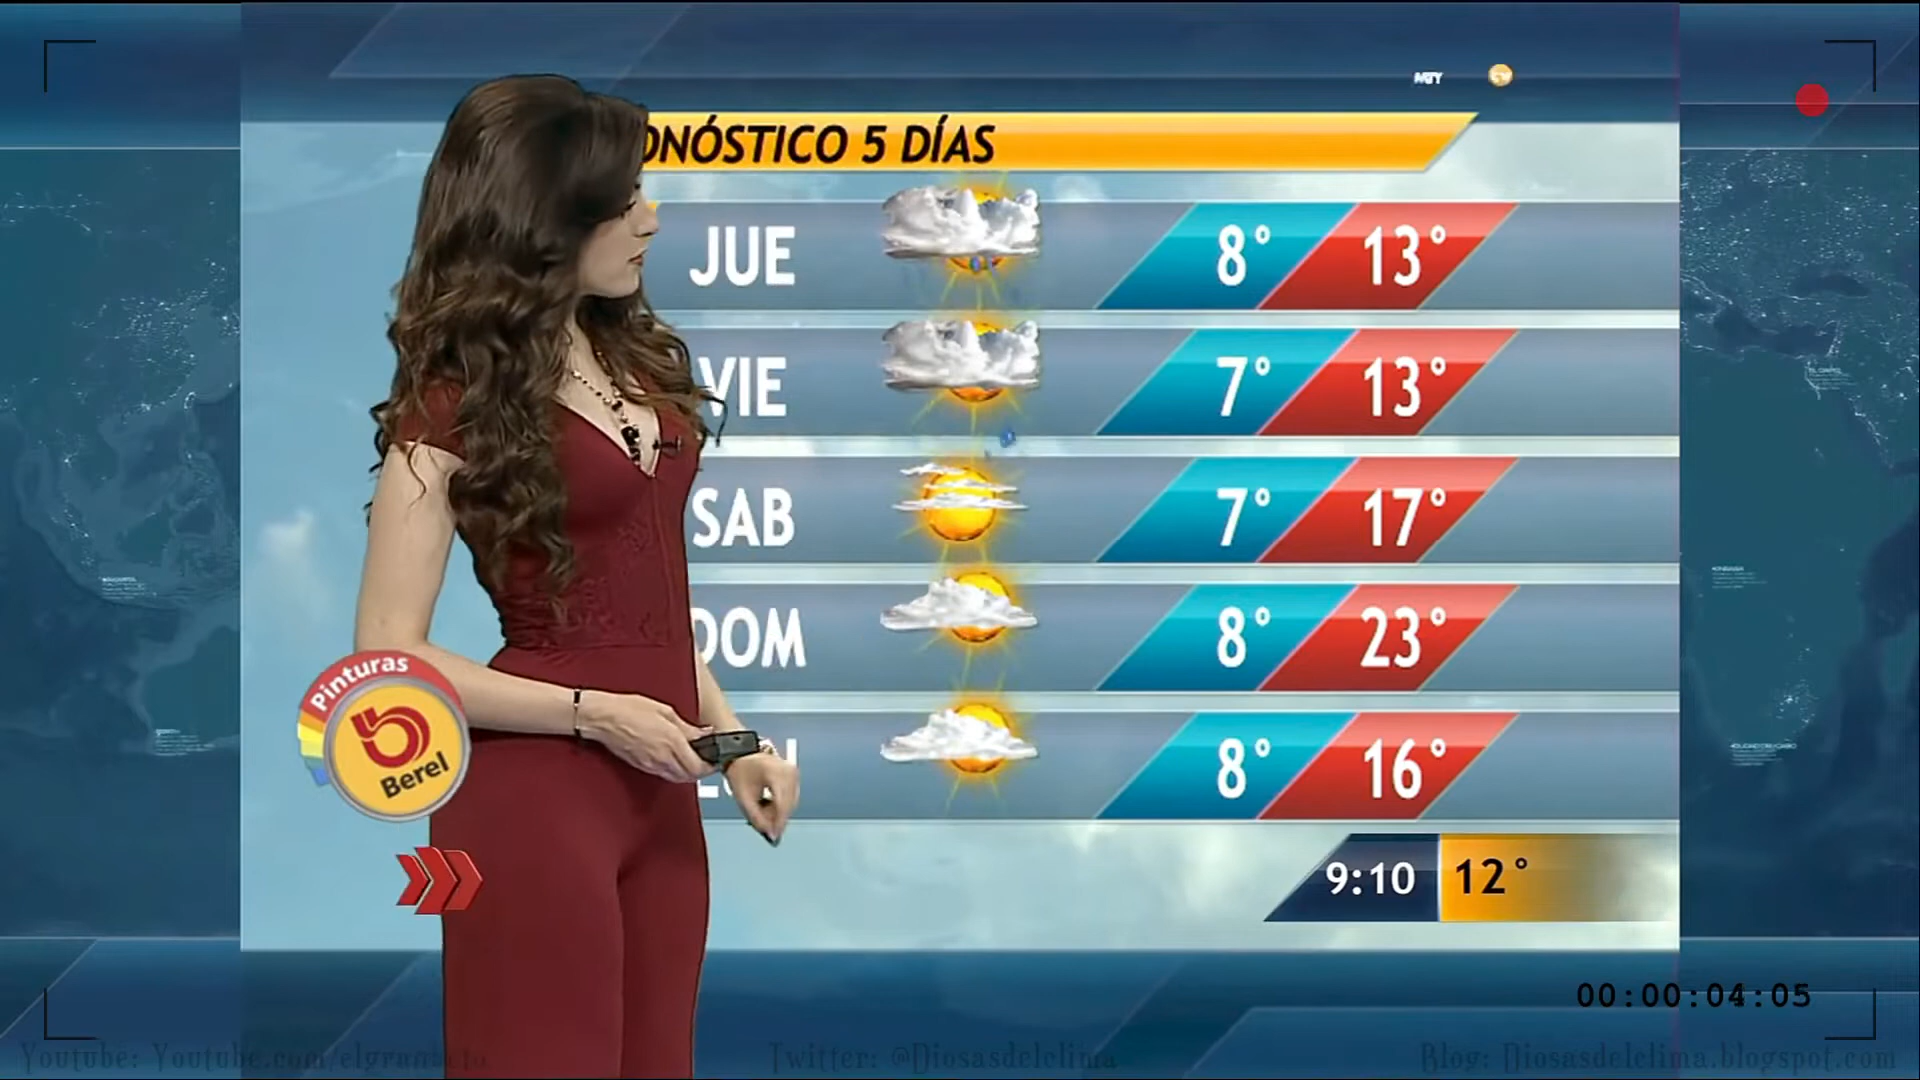 MTY
ONÓSTICO 5 DÍAS
JUE 8° 13°
VIE 7° 13°
SAB 7° 17°
DOM 8° 23°
8° 16°
Pinturas
Berel
9:10 12°
00:00:04:05
Twitter: @Diosasdelclima
Blog: Diosasdelclima.blogspot.com